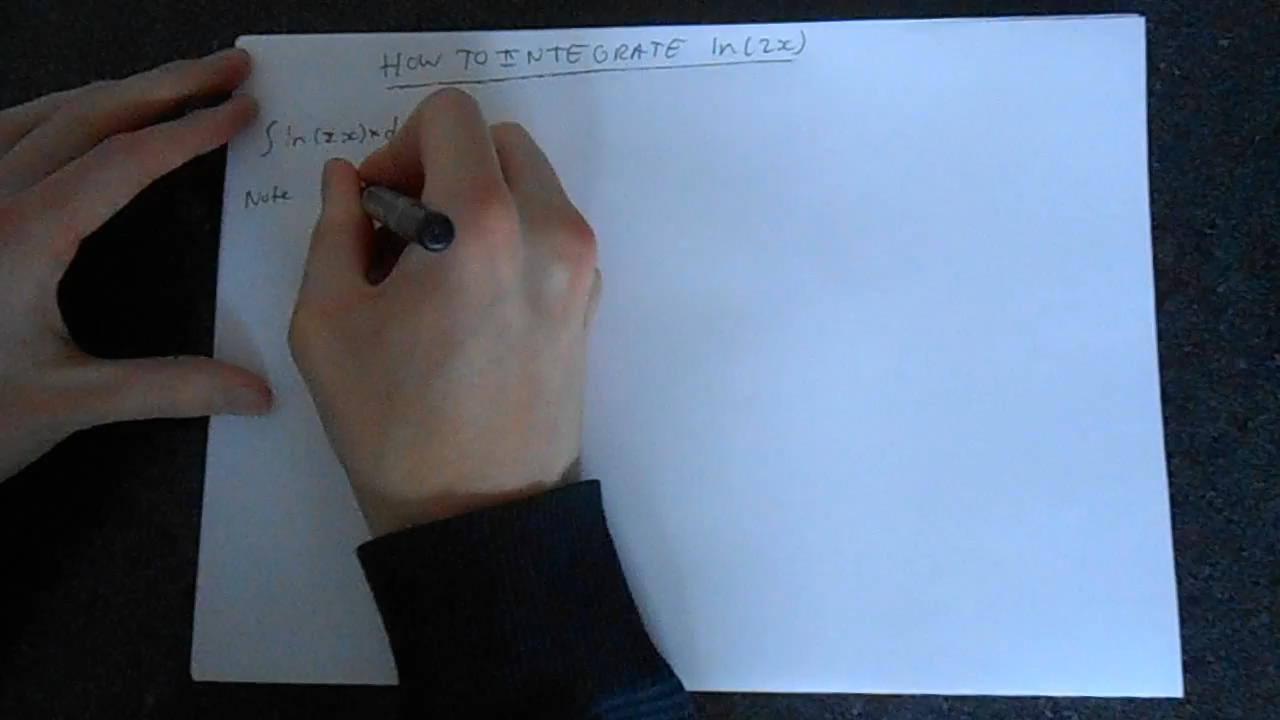 HOW TO INTEGRATE ln(2x)
∫ln(2x)×d
Note